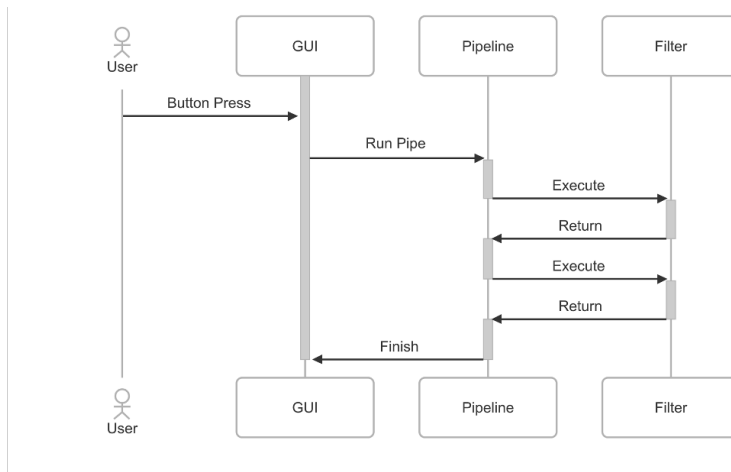 GUI
Pipeline
Filter
User
Button Press
Run Pipe
Execute
Return
Execute
Return
Finish
GUI
Pipeline
Filter
User